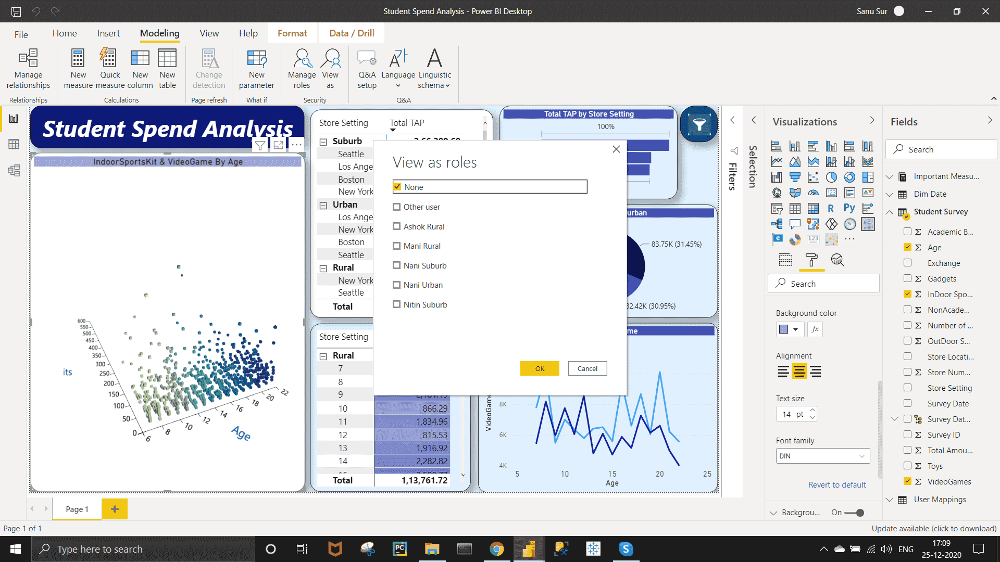 Student Spend Analysis - Power BI Desktop
Sanu Sur
File
Home
Insert
Modeling
View
Help
Format
Data / Drill
Manage relationships
New measure
Quick measure
New column
New table
Change detection
New parameter
Manage roles
View as
Q&A setup
Language
Linguistic schema
Relationships
Calculations
Page refresh
What if
Security
Q&A
Student Spend Analysis
IndoorSportsKit & VideoGame By Age
600
550
500
450
400
350
300
250
200
150
100
50
0
6
8
10
12
14
16
18
20
22
its
Age
Store Setting Total TAP
Suburb
Seattle
Los Ange
Boston
New York
Urban
Los Ange
New York
Boston
Seattle
Rural
New York
Seattle
Total
Store Setting
Rural
7
8
9
10 866.29
11 1,834.96
12 815.53
13 1,916.92
14 2,282.82
Total 1,13,761.72
Total TAP by Store Setting
100%
urban
83.75K (31.45%)
32.42K (30.95%)
me
VideoGame
8K
6K
4K
5 10 15 20 25
Age
View as roles
None
Other user
Ashok Rural
Mani Rural
Nani Suburb
Nani Urban
Nitin Suburb
OK
Cancel
Filters
Selection
Visualizations
R
Py
123
123
Search
Background color
fx
Alignment
Text size
14 pt
Font family
DIN
Revert to default
Backgrou...
On
Fields
Search
Important Measu...
Dim Date
Student Survey
Academic B...
Age
Exchange
Gadgets
InDoor Spo...
NonAcade...
Number of ...
OutDoor S...
Store Locati...
Store Num...
Store Setting
Survey Date
Survey Dat...
Survey ID
Total Amou...
Toys
VideoGames
User Mappings
Page 1
Page 1 of 1
Update available (click to download)
Type here to search
PC
ENG
17:09
25-12-2020